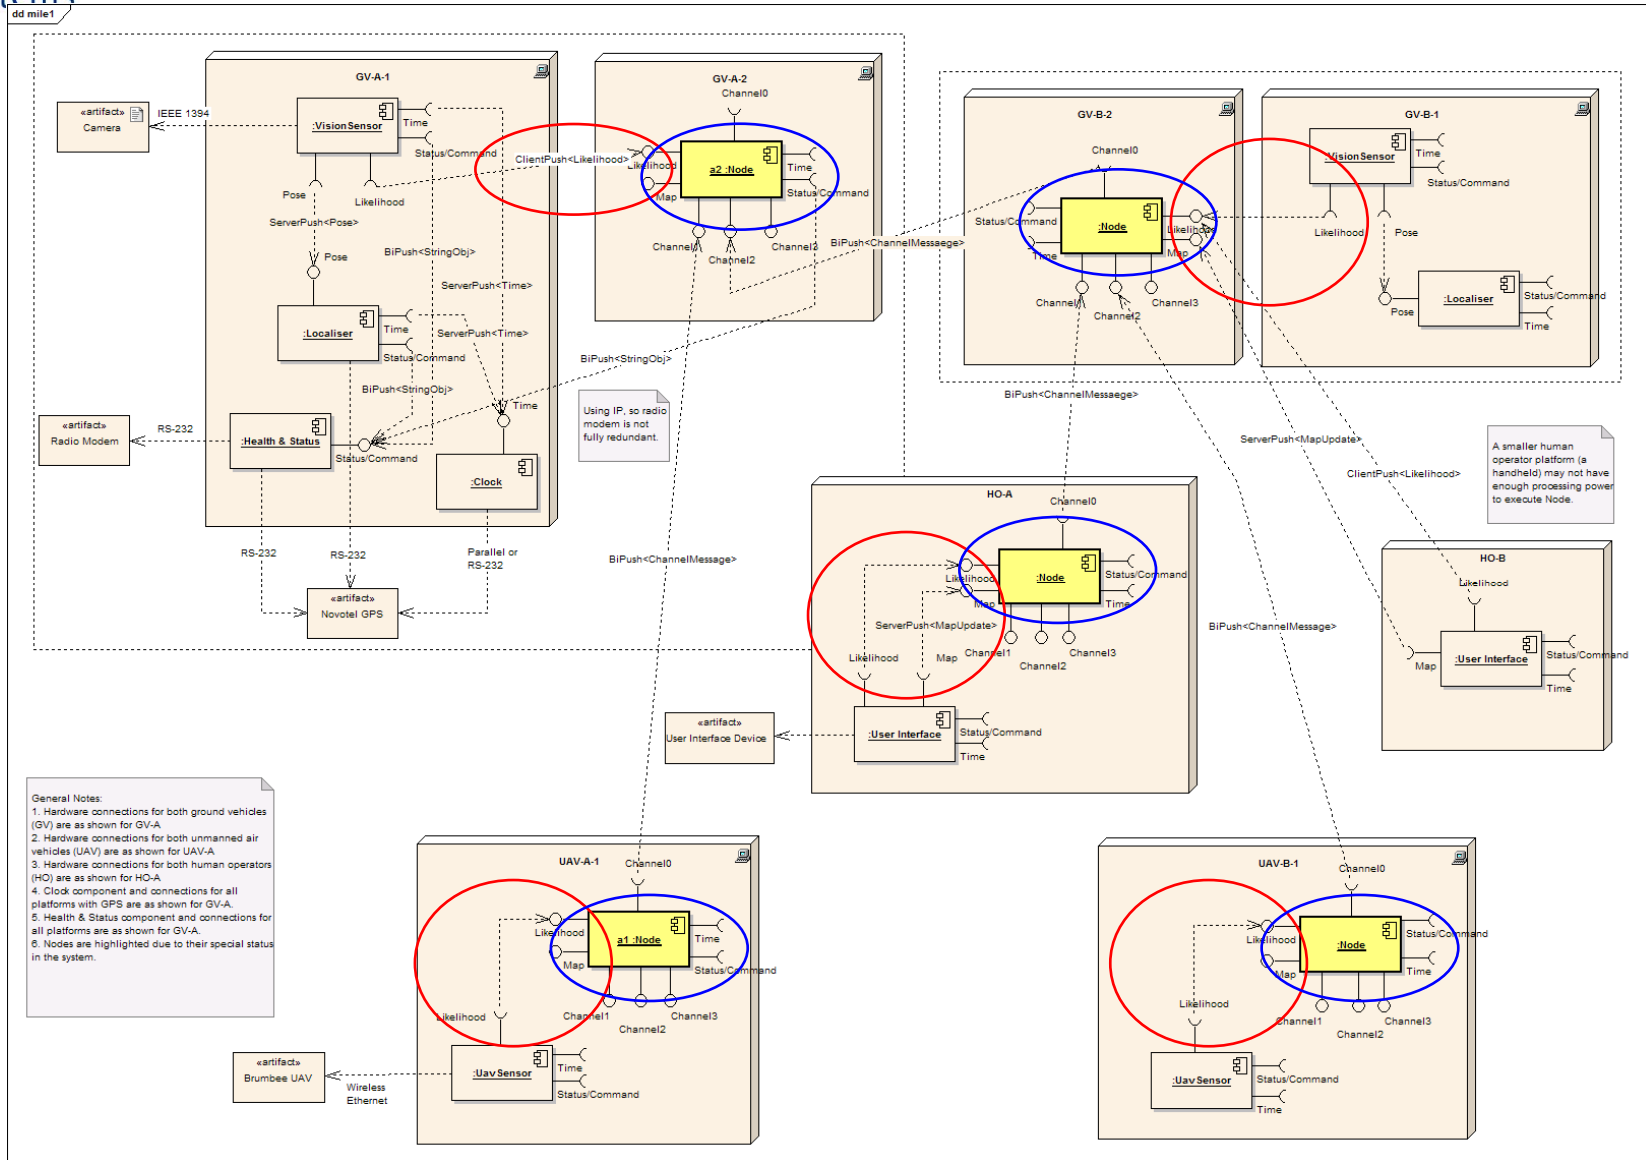 dd mile1
GV-A-1
«artifact»
Camera
IEEE 1394
:VisionSensor
Time
Status/Command
Pose
Likelihood
ServerPush<Pose>
Pose
BiPush<StringObj>
ServerPush<Time>
:Localiser
Time
Status/Command
ServerPush<Time>
BiPush<StringObj>
Time
«artifact»
Radio Modem
RS-232
:Health & Status
Status/Command
:Clock
RS-232
RS-232
Parallel or
RS-232
«artifact»
Novotel GPS
GV-A-2
Channel0
ClientPush<Likelihood>
Likelihood
a2 :Node
Time
Status/Command
Map
Channel1
Channel2
Channel3
BiPush<ChannelMessaege>
BiPush<StringObj>
Using IP, so radio
modem is not
fully redundant.
BiPush<ChannelMessage>
GV-B-2
Channel0
Status/Command
:Node
Time
Likelihood
Map
Channel1
Channel2
Channel3
GV-B-1
:VisionSensor
Time
Status/Command
Likelihood
Pose
:Localiser
Status/Command
Pose
Time
BiPush<ChannelMessaege>
ServerPush<MapUpdate>
ClientPush<Likelihood>
A smaller human
operator platform (a
handheld) may not have
enough processing power
to execute Node.
HO-A
Channel0
Likelihood
:Node
Status/Command
Map
Time
ServerPush<MapUpdate>
Channel1
Channel2
Channel3
Likelihood
Map
«artifact»
User Interface Device
:User Interface
Status/Command
Time
BiPush<ChannelMessage>
HO-B
Likelihood
:User Interface
Status/Command
Map
Time
General Notes:
1. Hardware connections for both ground vehicles
(GV) are as shown for GV-A
2. Hardware connections for both unmanned air
vehicles (UAV) are as shown for UAV-A
3. Hardware connections for both human operators
(HO) are as shown for HO-A
4. Clock component and connections for all
platforms with GPS are as shown for GV-A.
5. Health & Status component and connections for
all platforms are as shown for GV-A.
6. Nodes are highlighted due to their special status
in the system.
UAV-A-1
Channel0
Likelihood
a1 :Node
Time
Map
Status/Command
Channel1
Channel2
Channel3
Likelihood
«artifact»
Brumbee UAV
Wireless
Ethernet
:UavSensor
Time
Status/Command
UAV-B-1
Channel0
Likelihood
:Node
Status/Command
Map
Time
Channel1
Channel2
Channel3
Likelihood
:UavSensor
Status/Command
Time